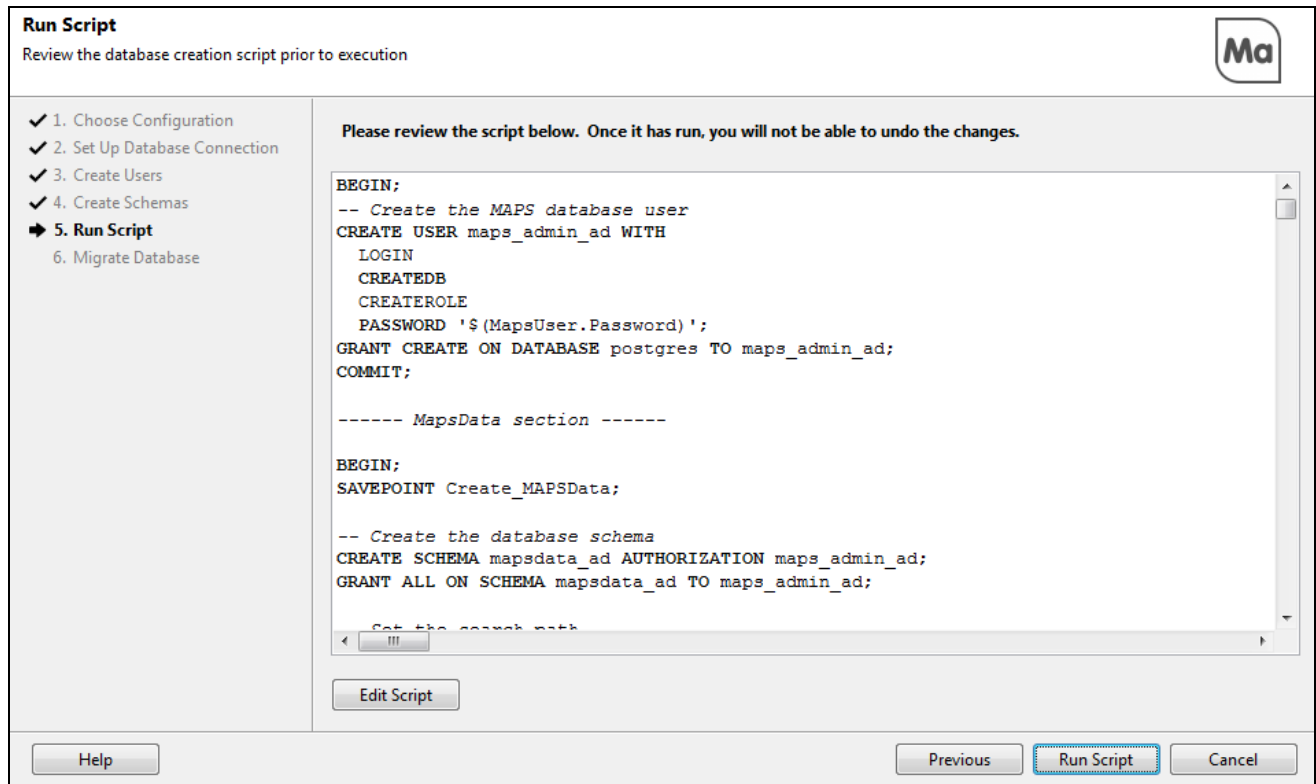 Run Script
Review the database creation script prior to execution
Ma
1. Choose Configuration
2. Set Up Database Connection
3. Create Users
4. Create Schemas
5. Run Script
6. Migrate Database
Please review the script below. Once it has run, you will not be able to undo the changes.
BEGIN;
-- Create the MAPS database user
CREATE USER maps_admin_ad WITH
LOGIN
CREATEDB
CREATEROLE
PASSWORD '$(MapsUser.Password)';
GRANT CREATE ON DATABASE postgres TO maps_admin_ad;
COMMIT;
------ MapsData section ------
BEGIN;
SAVEPOINT Create_MAPSData;
-- Create the database schema
CREATE SCHEMA mapsdata_ad AUTHORIZATION maps_admin_ad;
GRANT ALL ON SCHEMA mapsdata_ad TO maps_admin_ad;
Set the search path
Edit Script
Help
Previous
Run Script
Cancel